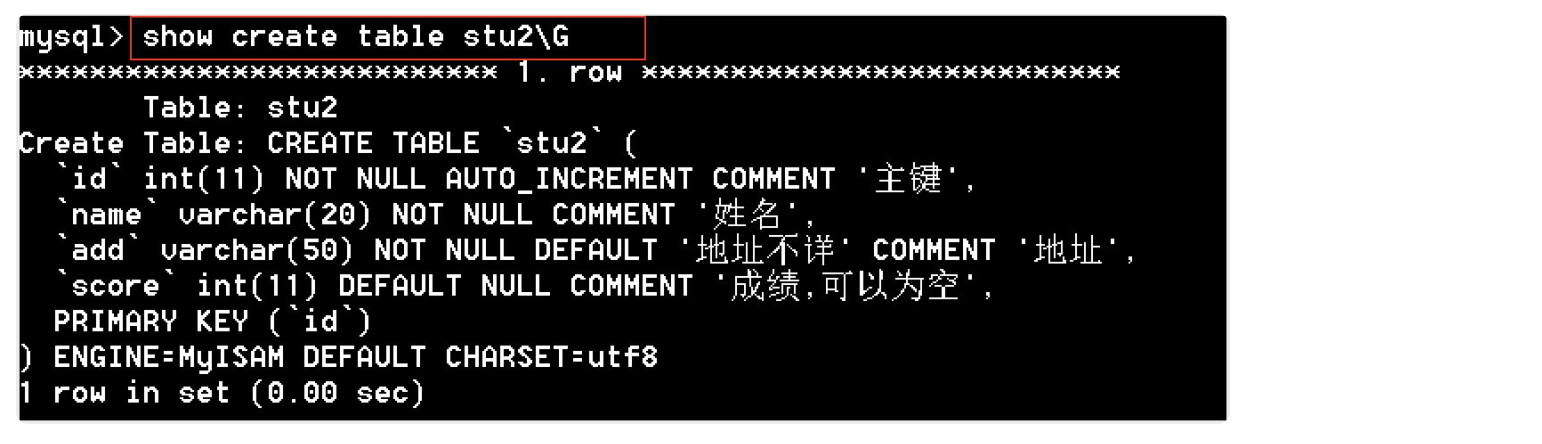 mysql> show create table stu2\G
*************************** 1. row ***************************
Table: stu2
Create Table: CREATE TABLE `stu2` (
`id` int(11) NOT NULL AUTO_INCREMENT COMMENT '主键',
`name` varchar(20) NOT NULL COMMENT '姓名',
`add` varchar(50) NOT NULL DEFAULT '地址不详' COMMENT '地址',
`score` int(11) DEFAULT NULL COMMENT '成绩,可以为空',
PRIMARY KEY (`id`)
) ENGINE=MyISAM DEFAULT CHARSET=utf8
1 row in set (0.00 sec)